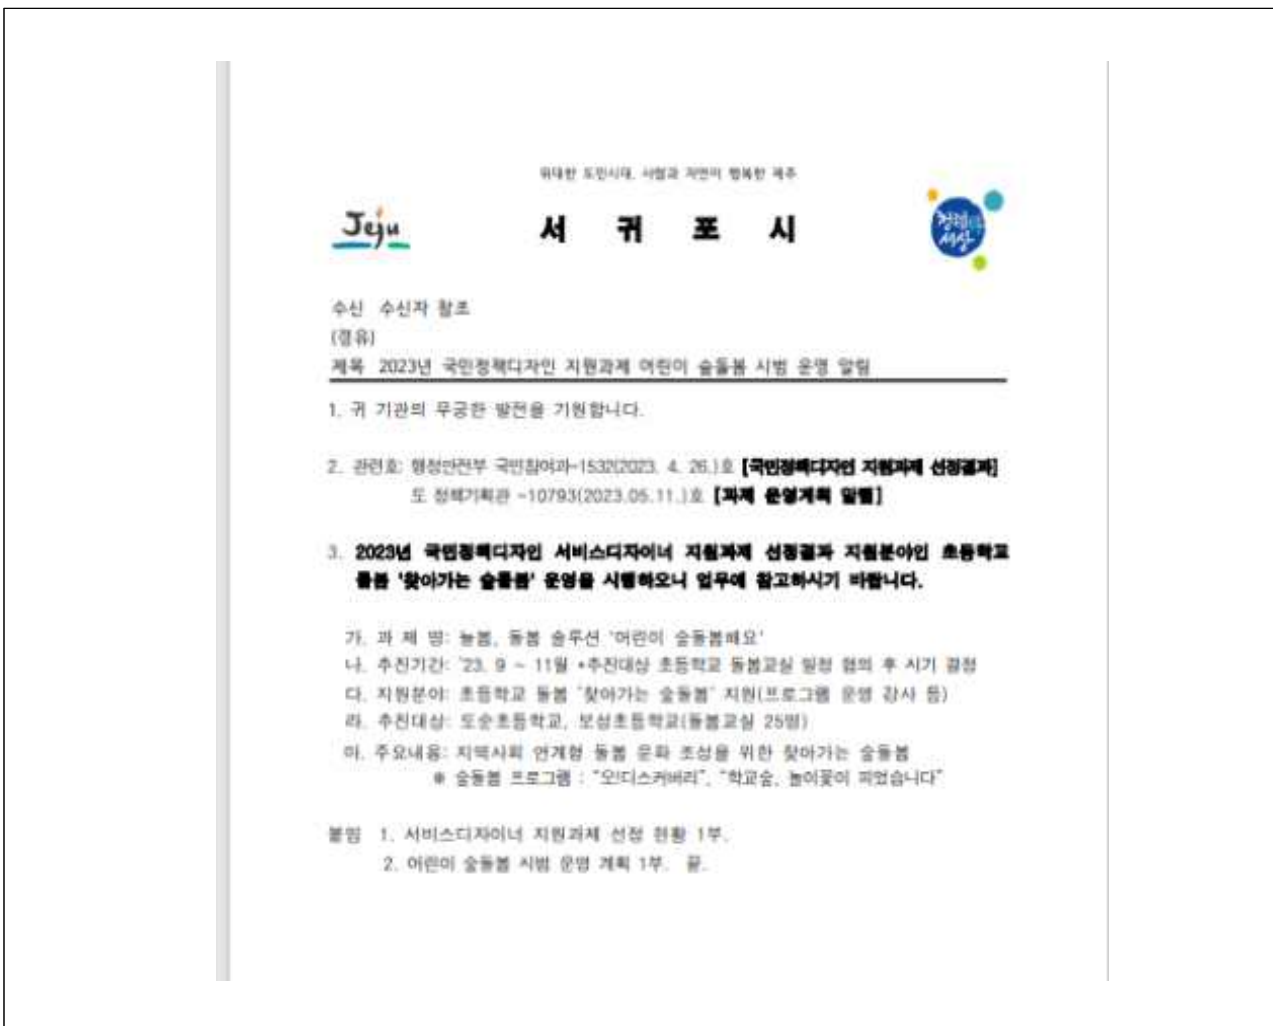 위대한 도민시대, 사람과 자연이 행복한 제주
Jeju
서 귀 포 시
청렴 세상
수신 수신자 참조
(경유)
제목 2023년 국민정책디자인 지원과제 어린이 숲돌봄 시범 운영 알림
1. 귀 기관의 무궁한 발전을 기원합니다.
2. 관련호: 행정안전부 국민참여과-1532(2023. 4. 26.)호 [국민정책디자인 지원과제 선정결과]
도 정책기획관 -10793(2023.05.11.)호 [과제 운영계획 알림]
3. 2023년 국민정책디자인 서비스디자이너 지원과제 선정결과 지원분야인 초등학교
돌봄 '찾아가는 숲돌봄' 운영을 시행하오니 업무에 참고하시기 바랍니다.
가. 과 제 명: 늘봄, 돌봄 솔루션 '어린이 숲돌봄해요'
나. 추진기간: '23. 9 ~ 11월 *추진대상 초등학교 돌봄교실 일정 협의 후 시기 결정
다. 지원분야: 초등학교 돌봄 '찾아가는 숲돌봄' 지원(프로그램 운영 강사 등)
라. 추진대상: 도순초등학교, 보성초등학교(돌봄교실 25명)
마. 주요내용: 지역사회 연계형 돌봄 문화 조성을 위한 찾아가는 숲돌봄
※ 숲돌봄 프로그램 : "오!디스커버리", "학교숲, 놀이꽃이 피었습니다"
붙임 1. 서비스디자이너 지원과제 선정 현황 1부.
2. 어린이 숲돌봄 시범 운영 계획 1부. 끝.